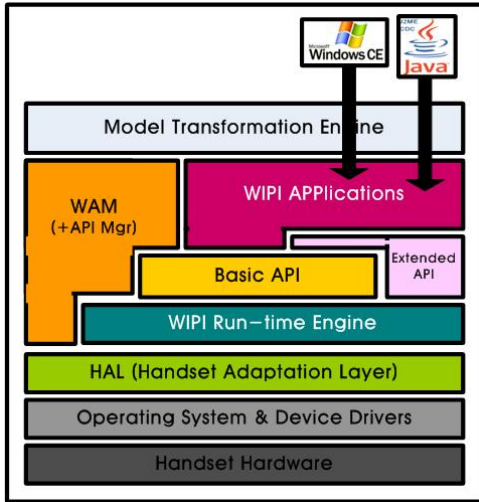 Microsoft
Windows CE
J2ME
CDC
Java
Model Transformation Engine
WAM
(+API Mgr)
WIPI APPlications
Extended
API
Basic API
WIPI Run-time Engine
HAL (Handset Adaptation Layer)
Operating System & Device Drivers
Handset Hardware